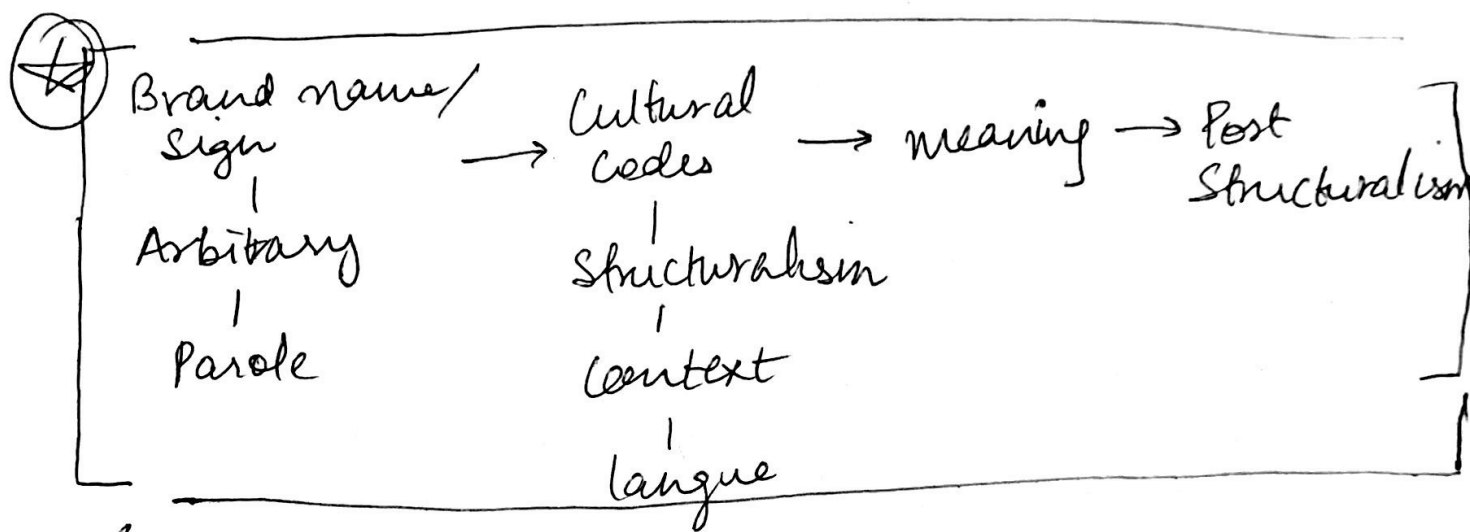 Brand name/
Sign
→ Cultural
Codes
→ meaning → Post
Structuralism
|
Arbitary
|
Parole
|
Structuralism
|
Context
|
langue